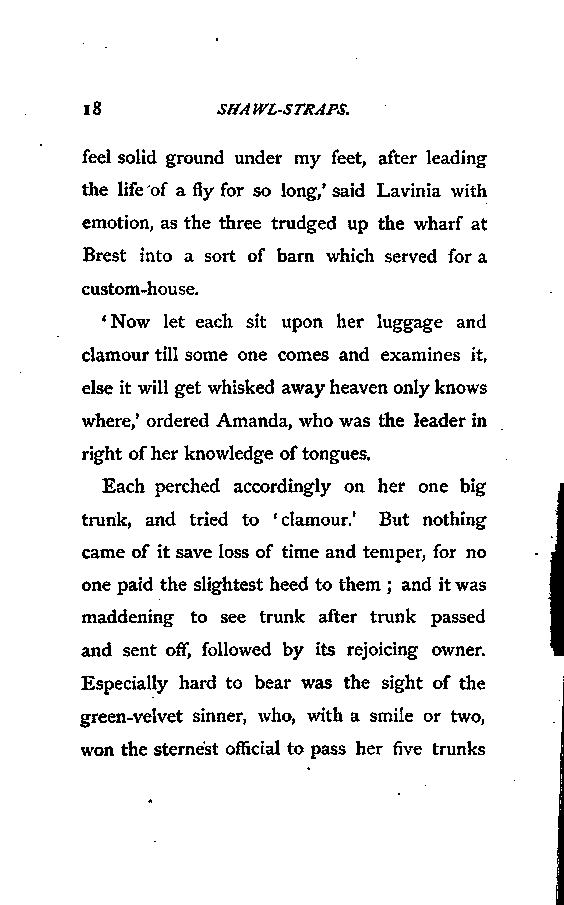 18 SHAWL-STRAPS.
feel solid ground under my feet, after leading
the life of a fly for so long,' said Lavinia with
emotion, as the three trudged up the wharf at
Brest into a sort of barn which served for a
custom-house.
'Now let each sit upon her luggage and
clamour till some one comes and examines it,
else it will get whisked away heaven only knows
where,' ordered Amanda, who was the leader in
right of her knowledge of tongues.
Each perched accordingly on her one big
trunk, and tried to 'clamour.' But nothing
came of it save loss of time and temper, for no
one paid the slightest heed to them ; and it was
maddening to see trunk after trunk passed
and sent off, followed by its rejoicing owner.
Especially hard to bear was the sight of the
green-velvet sinner, who, with a smile or two,
won the sternest official to pass her five trunks